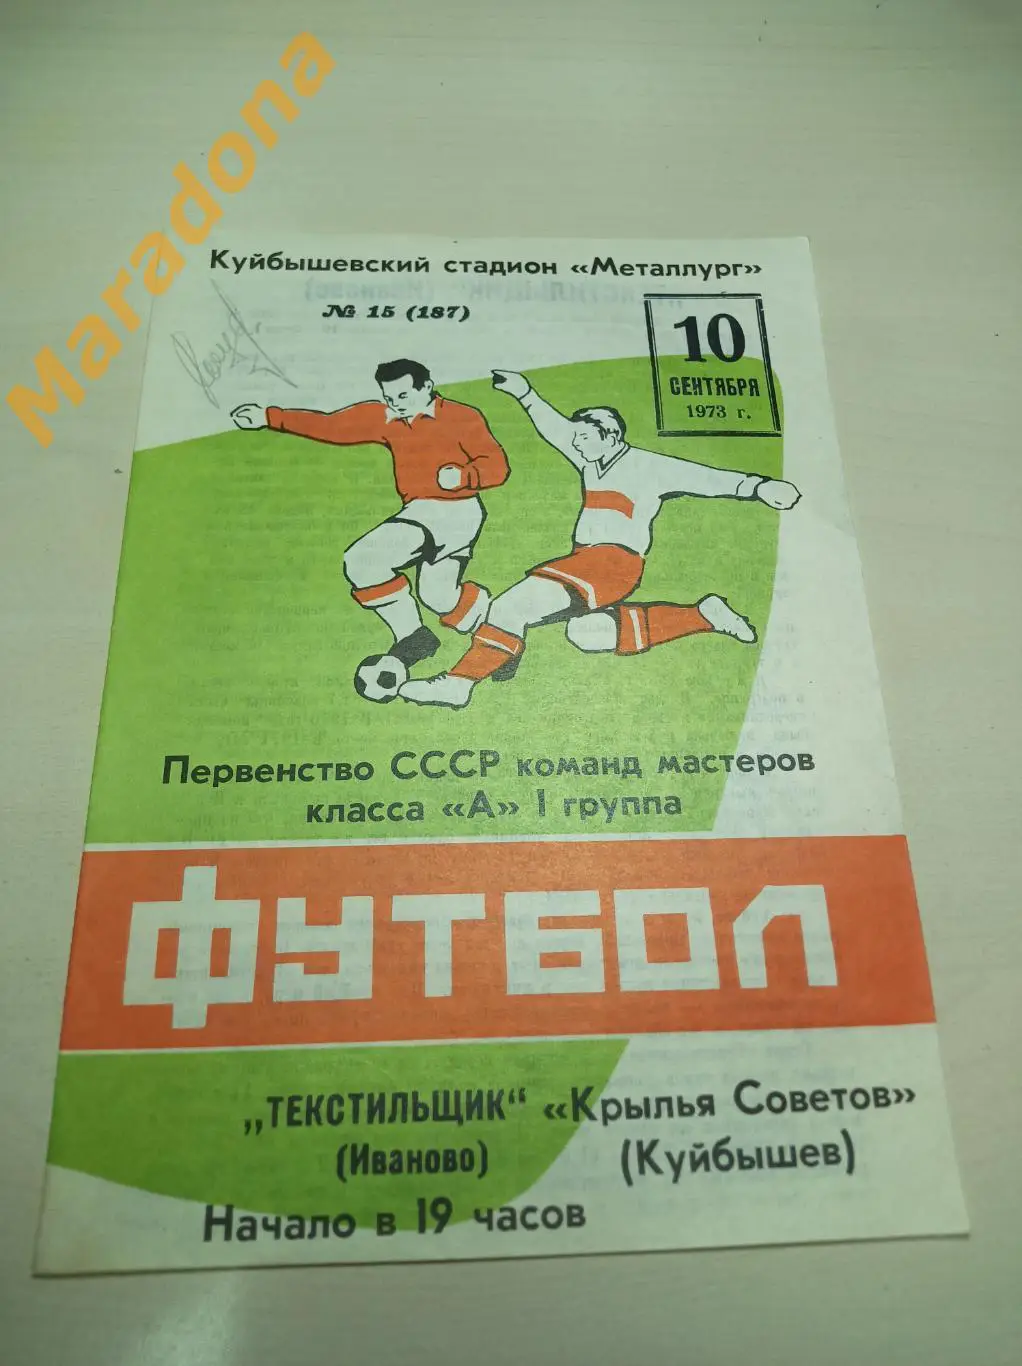 Maradona
Куйбышевский стадион «Металлург»
№ 15 (187)
10
СЕНТЯБРЯ
1973 г.
Первенство СССР команд мастеров
класса «А» I группа
ФУТБОЛ
„ТЕКСТИЛЬЩИК“ «Крылья Советов»
(Иваново) (Куйбышев)
Начало в 19 часов